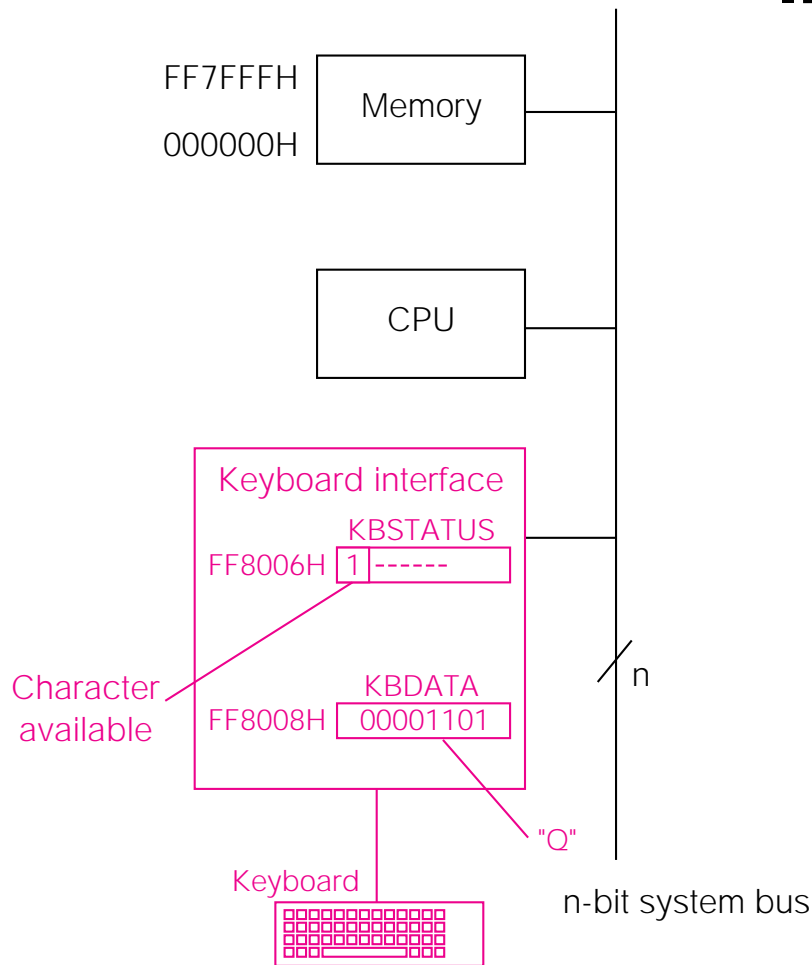 FF7FFFH
Memory
000000H
CPU
Keyboard interface
KBSTATUS
FF8006H 1 ------
n
Character
available
KBDATA
FF8008H 00001101
"Q"
Keyboard
n-bit system bus